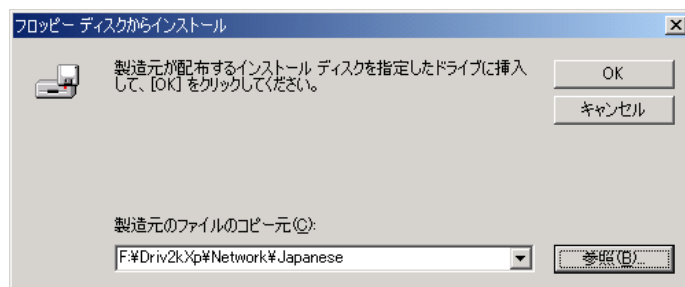 フロッピー ディスクからインストール
製造元が配布するインストール ディスクを指定したドライブに挿入
して、[OK] をクリックしてください。
OK
キャンセル
製造元のファイルのコピー元(C):
F:¥Driv2kXp¥Network¥Japanese
参照(B)...